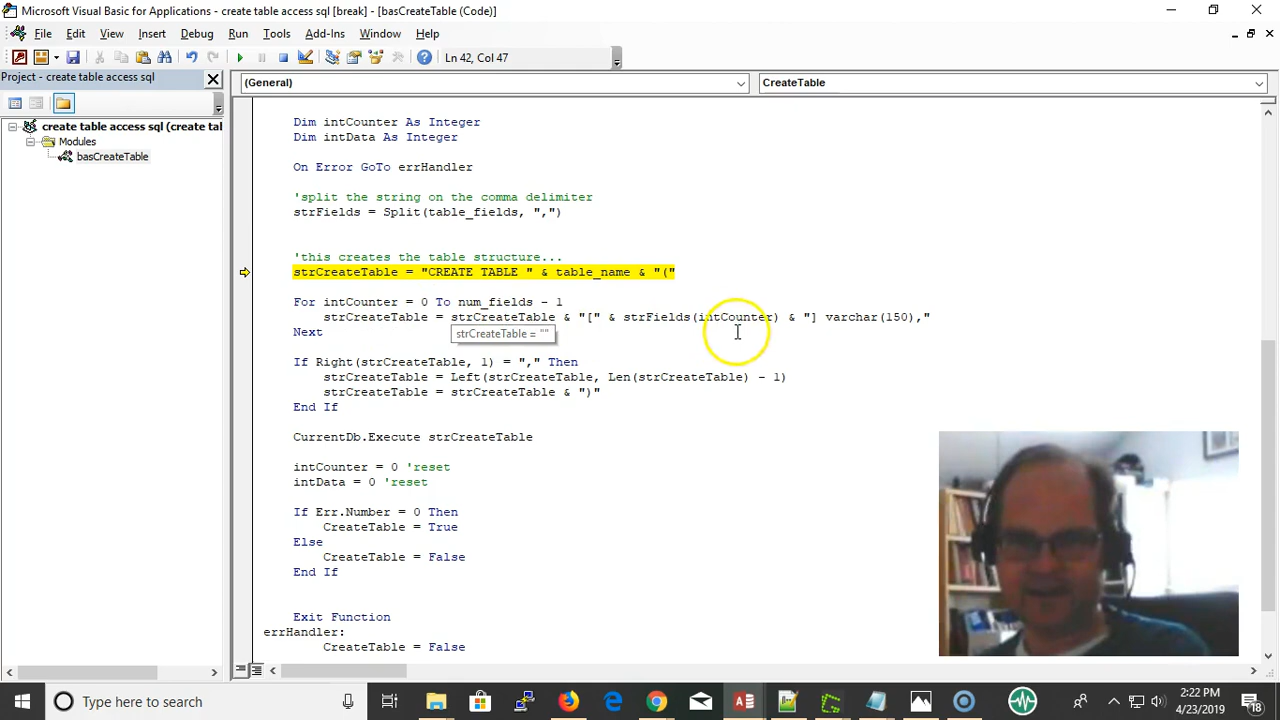 Microsoft Visual Basic for Applications - create table access sql [break] - [basCreateTable (Code)]
File Edit View Insert Format Debug Run Tools Add-Ins Window Help
Ln 42, Col 47
Project - create table access sql
(General)
CreateTable
create table access sql (create tal
Modules
basCreateTable
Dim intCounter As Integer
Dim intData As Integer
On Error GoTo errHandler
'split the string on the comma delimiter
strFields = Split(table_fields, ",")
'this creates the table structure...
strCreateTable = "CREATE TABLE " & table_name & "("
For intCounter = 0 To num_fields - 1
strCreateTable = strCreateTable & "[" & strFields(intCounter) & "] varchar(150),"
Next
strCreateTable = ""
If Right(strCreateTable, 1) = "," Then
strCreateTable = Left(strCreateTable, Len(strCreateTable) - 1)
strCreateTable = strCreateTable & ")"
End If
CurrentDb.Execute strCreateTable
intCounter = 0 'reset
intData = 0 'reset
If Err.Number = 0 Then
CreateTable = True
Else
CreateTable = False
End If
Exit Function
errHandler:
CreateTable = False
Type here to search
2:22 PM
4/23/2019
18